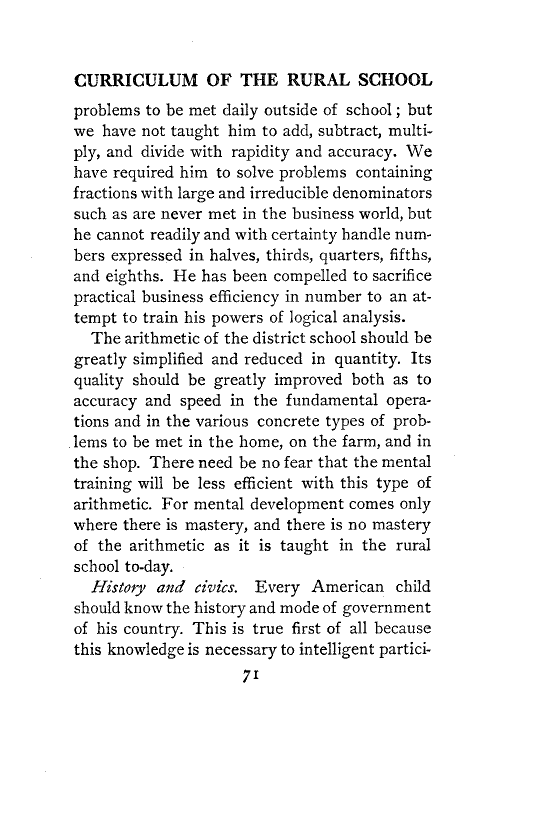 CURRICULUM OF THE RURAL SCHOOL
problems to be met daily outside of school; but
we have not taught him to add, subtract, multi-
ply, and divide with rapidity and accuracy. We
have required him to solve problems containing
fractions with large and irreducible denominators
such as are never met in the business world, but
he cannot readily and with certainty handle num-
bers expressed in halves, thirds, quarters, fifths,
and eighths. He has been compelled to sacrifice
practical business efficiency in number to an at-
tempt to train his powers of logical analysis.
The arithmetic of the district school should be
greatly simplified and reduced in quantity. Its
quality should be greatly improved both as to
accuracy and speed in the fundamental opera-
tions and in the various concrete types of prob-
lems to be met in the home, on the farm, and in
the shop. There need be no fear that the mental
training will be less efficient with this type of
arithmetic. For mental development comes only
where there is mastery, and there is no mastery
of the arithmetic as it is taught in the rural
school to-day.
History and civics. Every American child
should know the history and mode of government
of his country. This is true first of all because
this knowledge is necessary to intelligent partici-
71